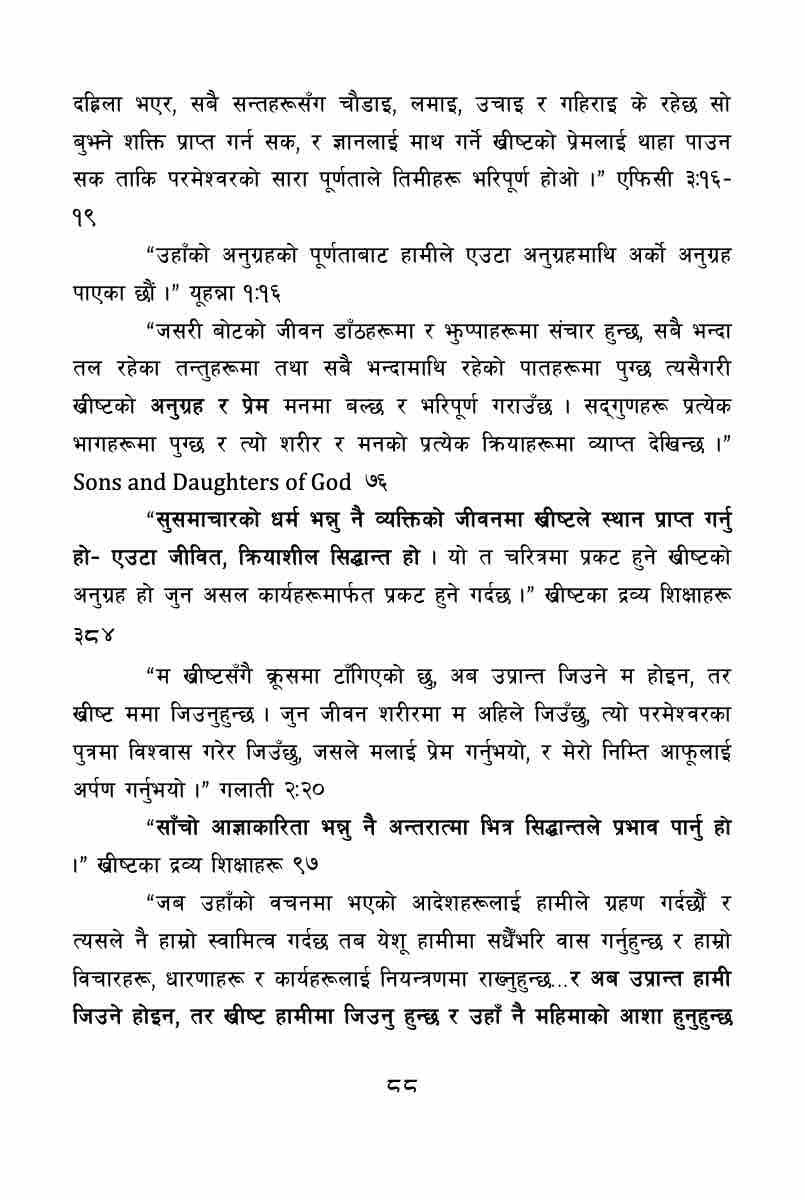 दह्रिला भएर, सबै सन्तहरूसँग चौडाइ, लमाइ, उचाइ र गहिराइ के रहेछ सो
बुझ्ने शक्ति प्राप्त गर्न सक, र ज्ञानलाई माथ गर्ने ख्रीष्टको प्रेमलाई थाहा पाउन
सक ताकि परमेश्वरको सारा पूर्णताले तिमीहरू भरिपूर्ण होओ ।” एफिसी ३:१६-
१९
“उहाँको अनुग्रहको पूर्णताबाट हामीले एउटा अनुग्रहमाथि अर्को अनुग्रह
पाएका छौं ।” यूहन्ना १:१६
“जसरी बोटको जीवन डाँठहरूमा र झुप्पाहरूमा संचार हुन्छ, सबै भन्दा
तल रहेका तन्तुहरूमा तथा सबै भन्दामाथि रहेको पातहरूमा पुग्छ त्यसैगरी
ख्रीष्टको अनुग्रह र प्रेम मनमा बल्छ र भरिपूर्ण गराउँछ । सद्‌गुणहरू प्रत्येक
भागहरूमा पुग्छ र त्यो शरीर र मनको प्रत्येक क्रियाहरूमा व्याप्त देखिन्छ ।”
Sons and Daughters of God ७६
“सुसमाचारको धर्म भन्नु नै व्यक्तिको जीवनमा ख्रीष्टले स्थान प्राप्त गर्नु
हो- एउटा जीवित, क्रियाशील सिद्धान्त हो । यो त चरित्रमा प्रकट हुने ख्रीष्टको
अनुग्रह हो जुन असल कार्यहरूमार्फत प्रकट हुने गर्दछ ।” ख्रीष्टका द्रव्य शिक्षाहरू
३८४
“म ख्रीष्टसँगै क्रूसमा टाँगिएको छु, अब उप्रान्त जिउने म होइन, तर
ख्रीष्ट ममा जिउनुहुन्छ । जुन जीवन शरीरमा म अहिले जिउँछु, त्यो परमेश्वरका
पुत्रमा विश्वास गरेर जिउँछु, जसले मलाई प्रेम गर्नुभयो, र मेरो निम्ति आफूलाई
अर्पण गर्नुभयो ।” गलाती २:२०
“साँचो आज्ञाकारिता भन्नु नै अन्तरात्मा भित्र सिद्धान्तले प्रभाव पार्नु हो
।” ख्रीष्टका द्रव्य शिक्षाहरू ९७
“जब उहाँको वचनमा भएको आदेशहरूलाई हामीले ग्रहण गर्दछौं र
त्यसले नै हाम्रो स्वामित्व गर्दछ तब येशू हामीमा सधैँभरि वास गर्नुहुन्छ र हाम्रो
विचारहरू, धारणाहरू र कार्यहरूलाई नियन्त्रणमा राख्नुहुन्छ...र अब उप्रान्त हामी
जिउने होइन, तर ख्रीष्ट हामीमा जिउनु हुन्छ र उहाँ नै महिमाको आशा हुनुहुन्छ
८८